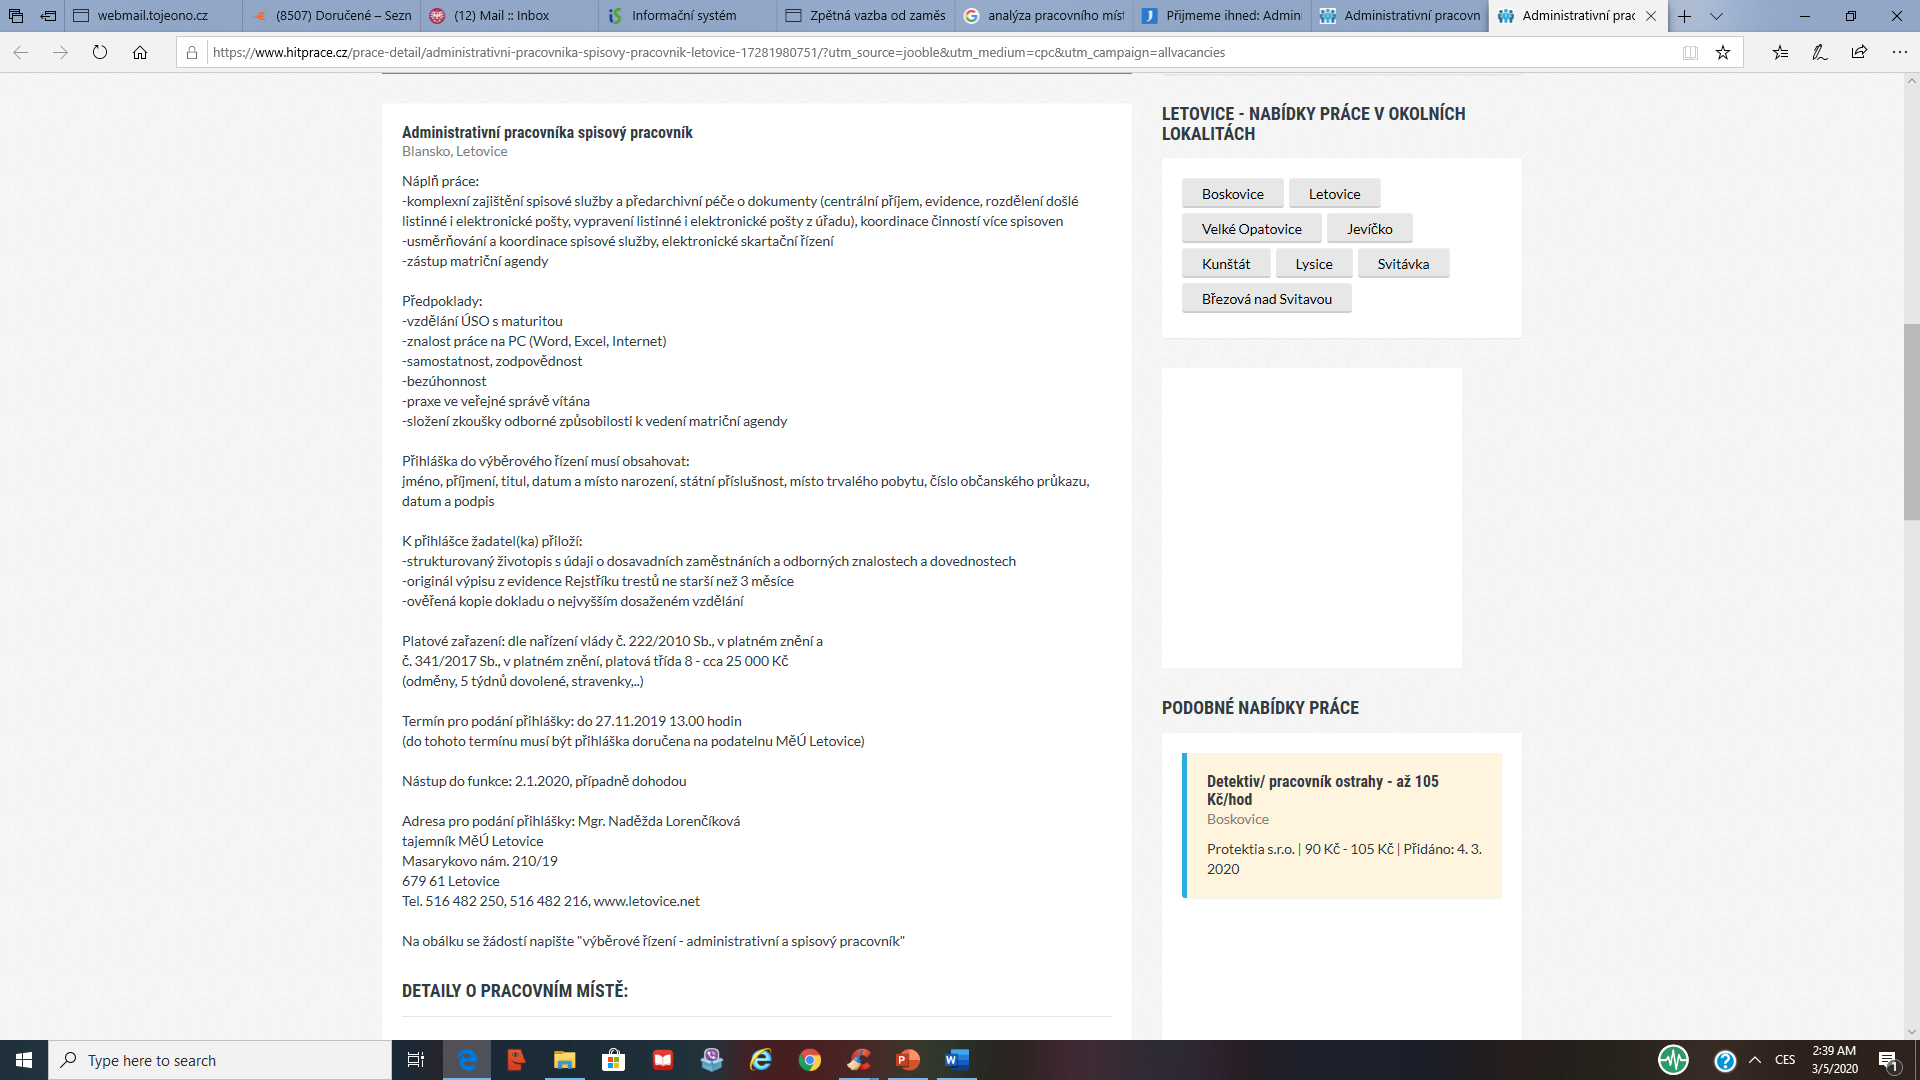 webmail.tojeono.cz
(8507) Doručené – Sezn
(12) Mail :: Inbox
Informační systém
Zpětná vazba od zaměs
analýza pracovního míst
Přijmeme ihned: Admini
Administrativní pracovn
Administrativní prac
https://www.hitprace.cz/prace-detail/administrativni-pracovnika-spisovy-pracovnik-letovice-17281980751/?utm_source=jooble&utm_medium=cpc&utm_campaign=allvacancies
Administrativní pracovníka spisový pracovník
Blansko, Letovice
Náplň práce:
-komplexní zajištění spisové služby a předarchivní péče o dokumenty (centrální příjem, evidence, rozdělení došlé
listinné i elektronické pošty, vypravení listinné i elektronické pošty z úřadu), koordinace činností více spisoven
-usměrňování a koordinace spisové služby, elektronické skartační řízení
-zástup matriční agendy
Předpoklady:
-vzdělání ÚSO s maturitou
-znalost práce na PC (Word, Excel, Internet)
-samostatnost, zodpovědnost
-bezúhonnost
-praxe ve veřejné správě vítána
-složení zkoušky odborné způsobilosti k vedení matriční agendy
Přihláška do výběrového řízení musí obsahovat:
jméno, příjmení, titul, datum a místo narození, státní příslušnost, místo trvalého pobytu, číslo občanského průkazu,
datum a podpis
K přihlášce žadatel(ka) přiloží:
-strukturovaný životopis s údaji o dosavadních zaměstnáních a odborných znalostech a dovednostech
-originál výpisu z evidence Rejstříku trestů ne starší než 3 měsíce
-ověřená kopie dokladu o nejvyšším dosaženém vzdělání
Platové zařazení: dle nařízení vlády č. 222/2010 Sb., v platném znění a
č. 341/2017 Sb., v platném znění, platová třída 8 - cca 25 000 Kč
(odměny, 5 týdnů dovolené, stravenky,..)
Termín pro podání přihlášky: do 27.11.2019 13.00 hodin
(do tohoto termínu musí být přihláška doručena na podatelnu MěÚ Letovice)
Nástup do funkce: 2.1.2020, případně dohodou
Adresa pro podání přihlášky: Mgr. Naděžda Lorenčíková
tajemník MěÚ Letovice
Masarykovo nám. 210/19
679 61 Letovice
Tel. 516 482 250, 516 482 216, www.letovice.net
Na obálku se žádostí napište "výběrové řízení - administrativní a spisový pracovník"
DETAILY O PRACOVNÍM MÍSTĚ:
LETOVICE - NABÍDKY PRÁCE V OKOLNÍCH
LOKALITÁCH
Boskovice Letovice
Velké Opatovice Jevíčko
Kunštát Lysice Svitávka
Březová nad Svitavou
PODOBNÉ NABÍDKY PRÁCE
Detektiv/ pracovník ostrahy - až 105
Kč/hod
Boskovice
Protektia s.r.o. | 90 Kč - 105 Kč | Přidáno: 4. 3.
2020
Type here to search
CES
2:39 AM
3/5/2020
1